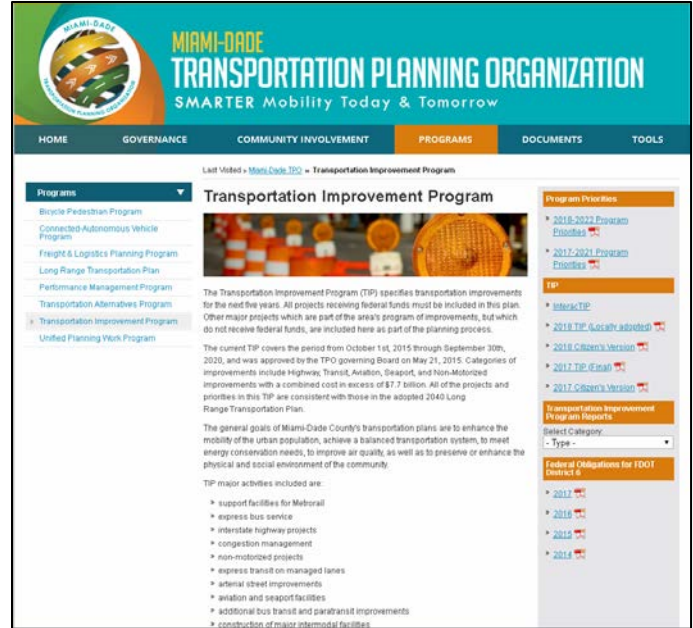 MIAMI-DADE
TRANSPORTATION PLANNING ORGANIZATION
MIAMI-DADE
TRANSPORTATION PLANNING ORGANIZATION
SMARTER Mobility Today & Tomorrow
HOME GOVERNANCE COMMUNITY INVOLVEMENT PROGRAMS DOCUMENTS TOOLS
Last Visited » Miami-Dade TPO » Transportation Improvement Program
Programs
Bicycle Pedestrian Program
Connected-Autonomous Vehicle
Program
Freight & Logistics Planning Program
Long Range Transportation Plan
Performance Management Program
Transportation Alternatives Program
Transportation Improvement Program
Unified Planning Work Program
Transportation Improvement Program
The Transportation Improvement Program (TIP) specifies transportation improvements
for the next five years. All projects receiving federal funds must be included in this plan.
Other major projects which are part of the area's program of improvements, but which
do not receive federal funds, are included here as part of the planning process.
The current TIP covers the period from October 1st, 2015 through September 30th,
2020, and was approved by the TPO governing Board on May 21, 2015. Categories of
improvements include Highway, Transit, Aviation, Seaport, and Non-Motorized
improvements with a combined cost in excess of $7.7 billion. All of the projects and
priorities in this TIP are consistent with those in the adopted 2040 Long
Range Transportation Plan.
The general goals of Miami-Dade County's transportation plans are to enhance the
mobility of the urban population, achieve a balanced transportation system, to meet
energy conservation needs, to improve air quality, as well as to preserve or enhance the
physical and social environment of the community.
TIP major activities included are:
support facilities for Metrorail
express bus service
interstate highway projects
congestion management
non-motorized projects
express transit on managed lanes
arterial street improvements
aviation and seaport facilities
additional bus transit and paratransit improvements
construction of major intermodal facilities
Program Priorities
2018-2022 Program
Priorities
2017-2021 Program
Priorities
TIP
InteracTIP
2018 TIP (Locally adopted)
2018 Citizen's Version
2017 TIP (Final)
2017 Citizen's Version
Transportation Improvement
Program Reports
Select Category:
- Type -
Federal Obligations for FDOT
District 6
2017
2016
2015
2014